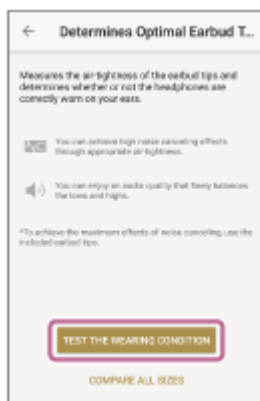 Determines Optimal Earbud T...
Measures the air-tightness of the earbud tips and
determines whether or not the headphones are
correctly worn on your ears.
You can achieve high noise canceling effects
through appropriate air-tightness.
You can enjoy an audio quality that finely balances
the lows and highs.
*To achieve the maximum effects of noise canceling, use the
included earbud tips.
TEST THE WEARING CONDITION
COMPARE ALL SIZES